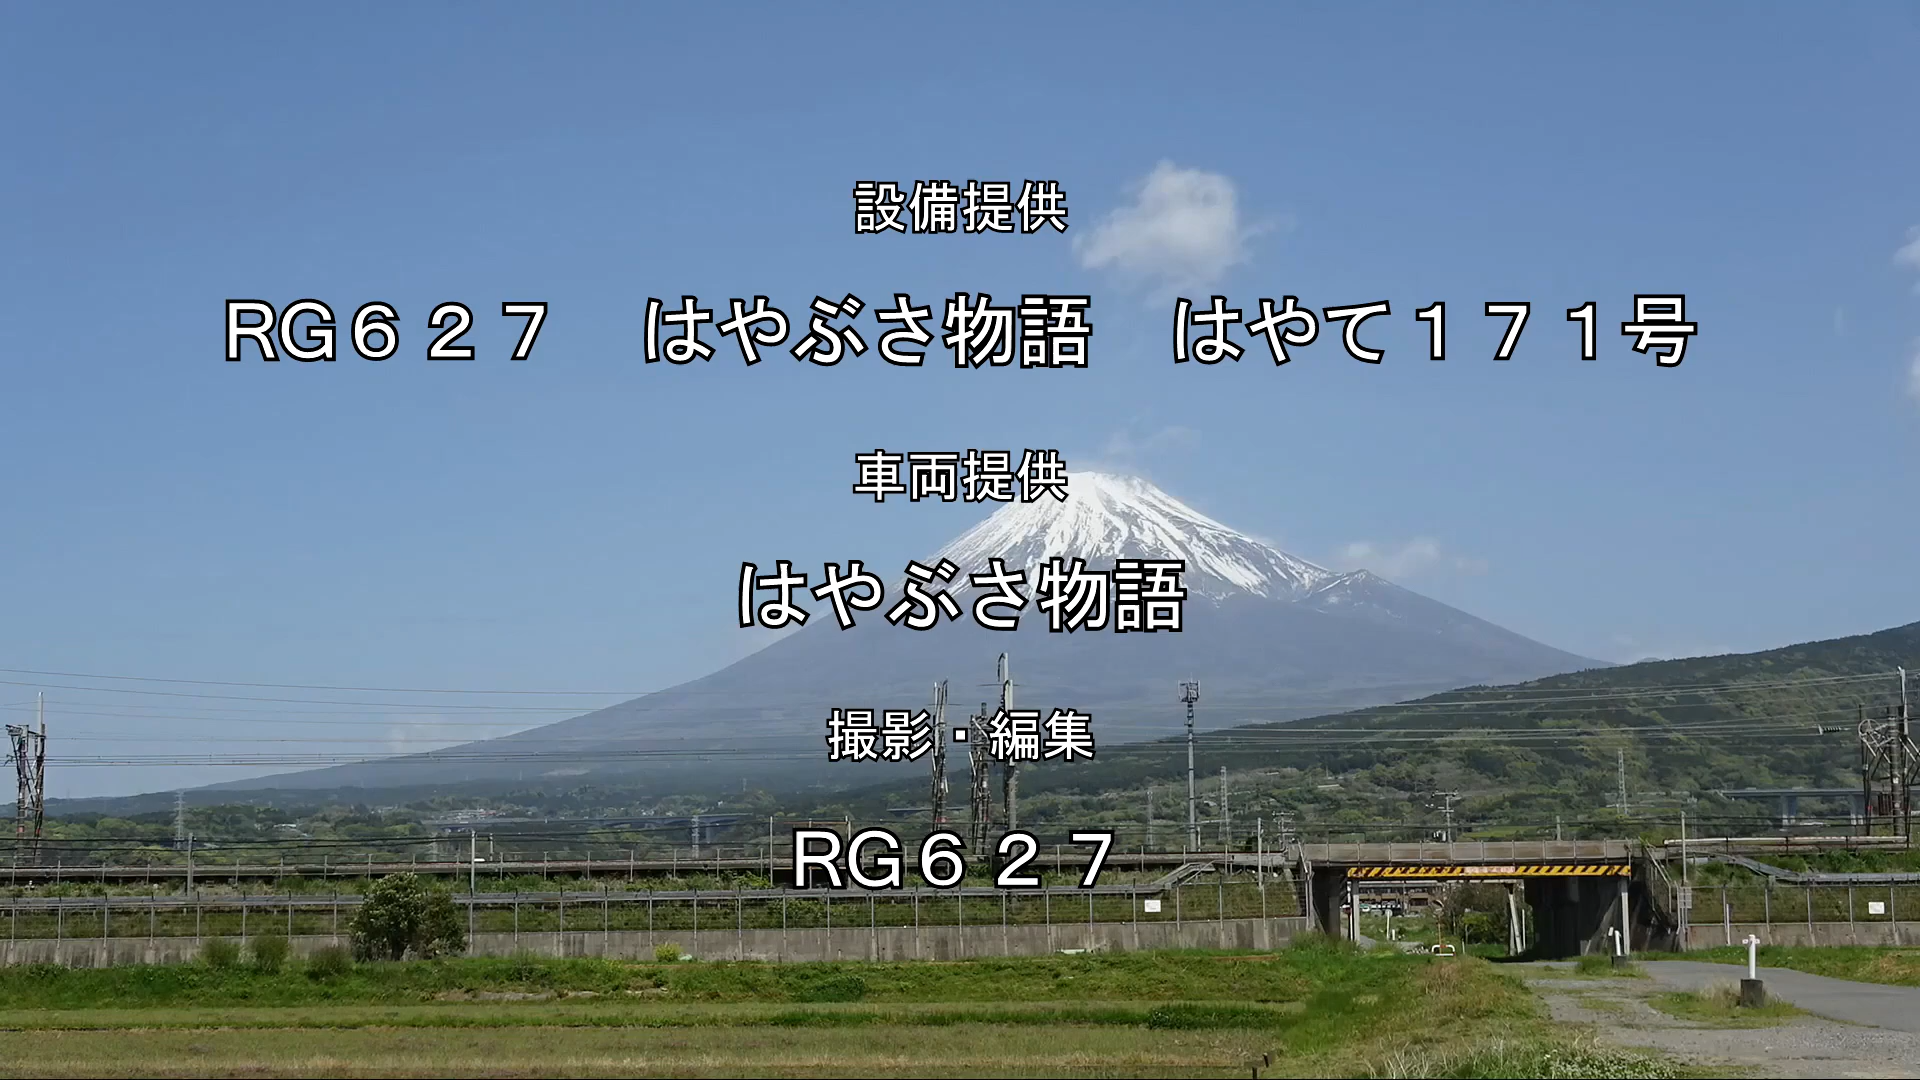 設備提供
RG６２７　はやぶさ物語　はやて１７１号
車両提供
はやぶさ物語
撮影・編集
RG６２７